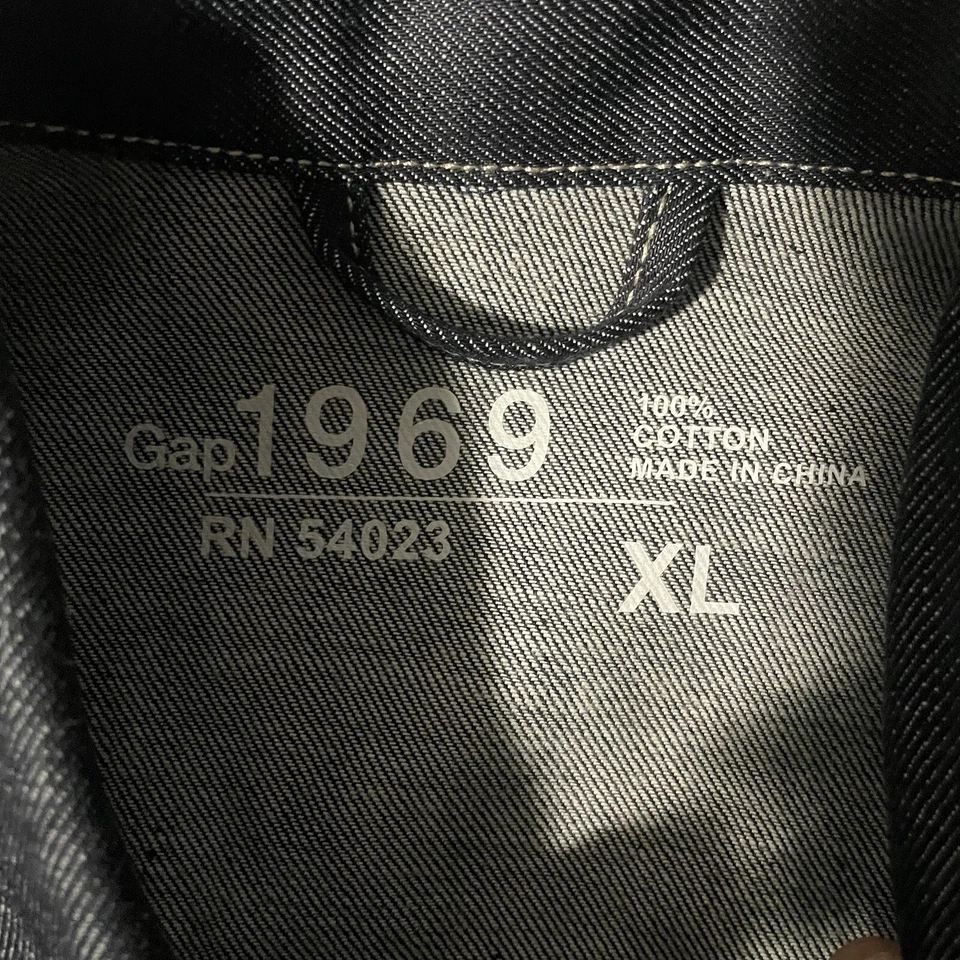 Gap1969
RN 54023
100%
COTTON
MADE IN CHINA
XL